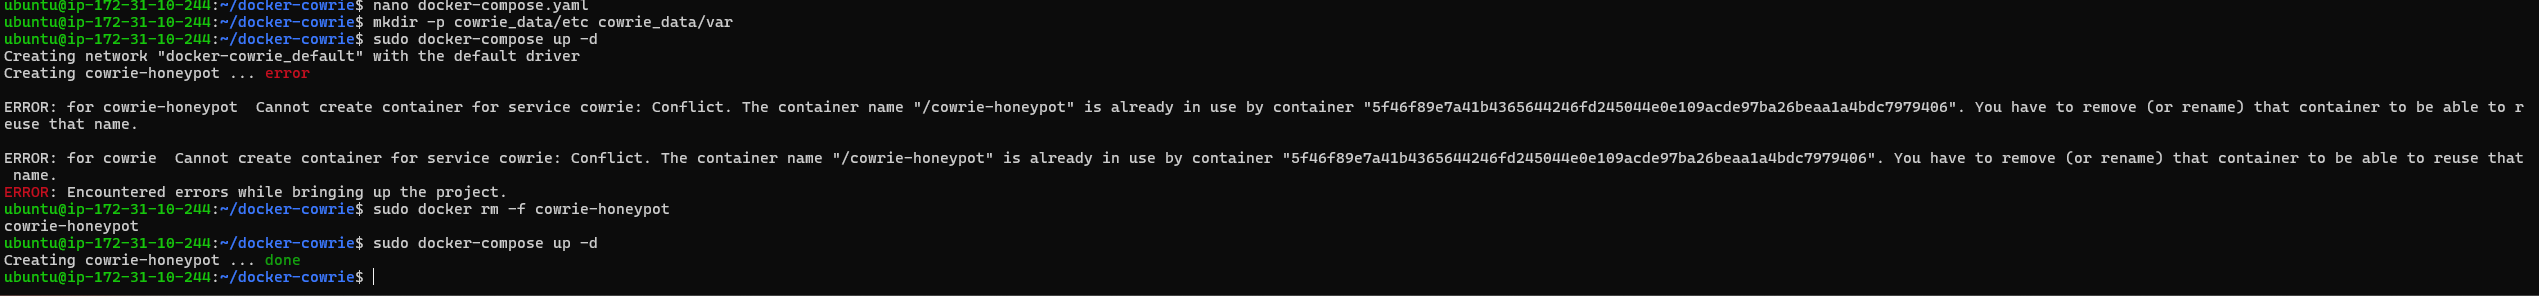 ubuntu@ip-172-31-10-244:~/docker-cowrie$ nano docker-compose.yaml
ubuntu@ip-172-31-10-244:~/docker-cowrie$ mkdir -p cowrie_data/etc cowrie_data/var
ubuntu@ip-172-31-10-244:~/docker-cowrie$ sudo docker-compose up -d
Creating network "docker-cowrie_default" with the default driver
Creating cowrie-honeypot ... error
ERROR: for cowrie-honeypot  Cannot create container for service cowrie: Conflict. The container name "/cowrie-honeypot" is already in use by container "5f46f89e7a41b4365644246fd245044e0e109acde97ba26beaa1a4bdc7979406". You have to remove (or rename) that container to be able to r
euse that name.
ERROR: for cowrie  Cannot create container for service cowrie: Conflict. The container name "/cowrie-honeypot" is already in use by container "5f46f89e7a41b4365644246fd245044e0e109acde97ba26beaa1a4bdc7979406". You have to remove (or rename) that container to be able to reuse that
 name.
ERROR: Encountered errors while bringing up the project.
ubuntu@ip-172-31-10-244:~/docker-cowrie$ sudo docker rm -f cowrie-honeypot
cowrie-honeypot
ubuntu@ip-172-31-10-244:~/docker-cowrie$ sudo docker-compose up -d
Creating cowrie-honeypot ... done
ubuntu@ip-172-31-10-244:~/docker-cowrie$